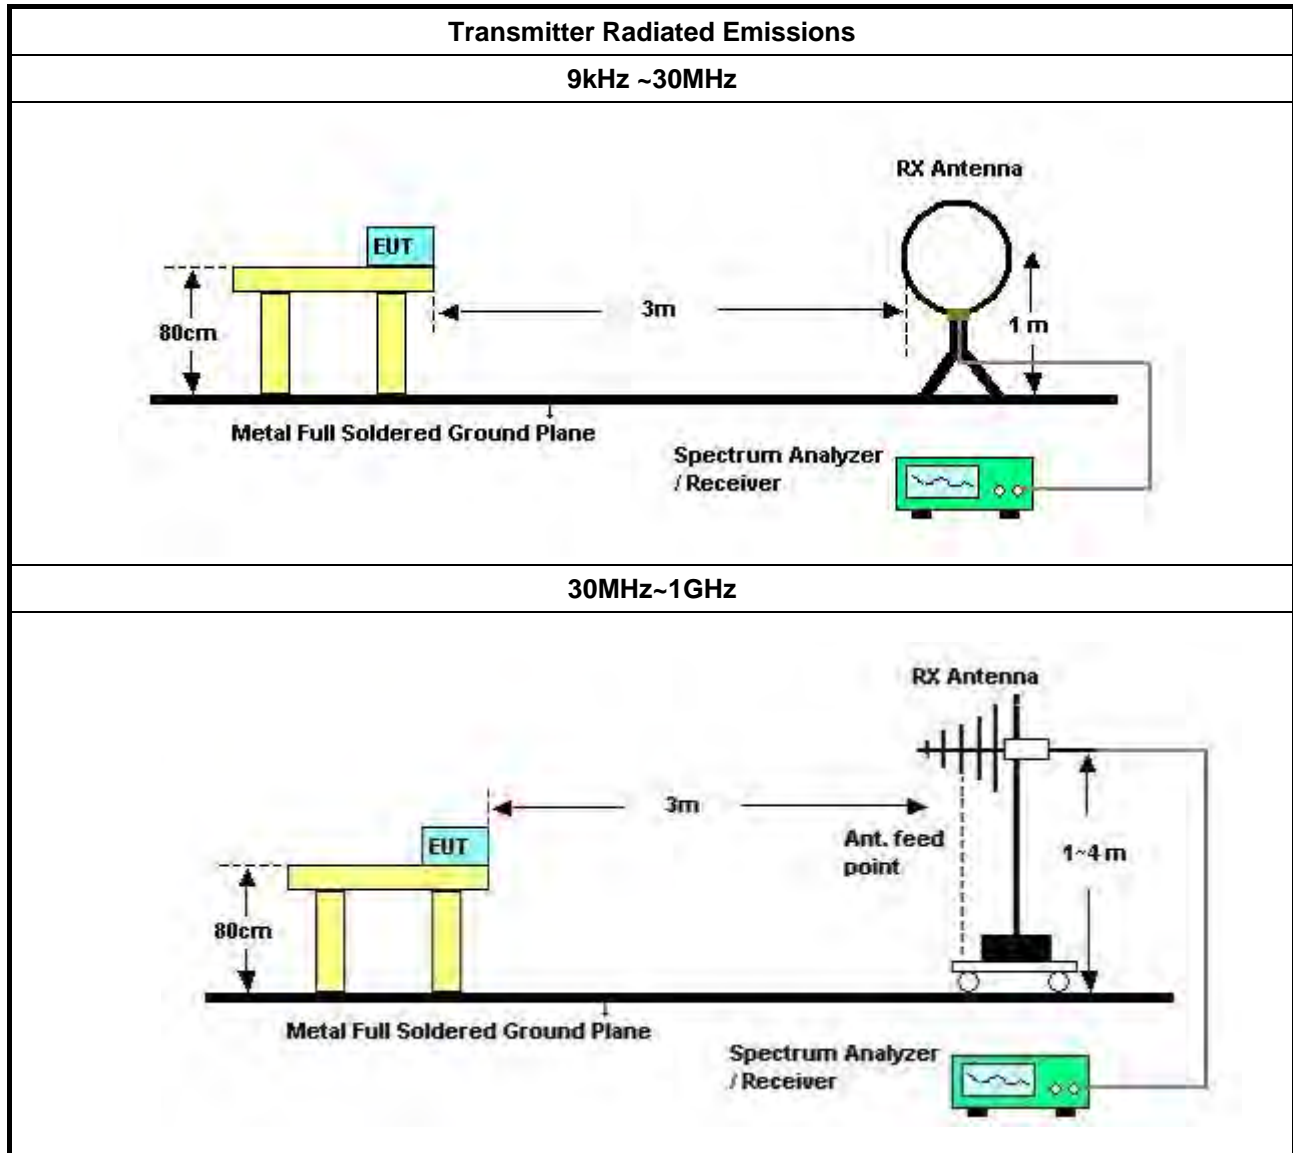 Transmitter Radiated Emissions
9kHz ~30MHz
RX Antenna
EUT
3m
80cm
1 m
Metal Full Soldered Ground Plane
Spectrum Analyzer
/ Receiver
30MHz~1GHz
RX Antenna
3m
EUT
Ant. feed
point
1~4 m
80cm
Metal Full Soldered Ground Plane
Spectrum Analyzer
/ Receiver